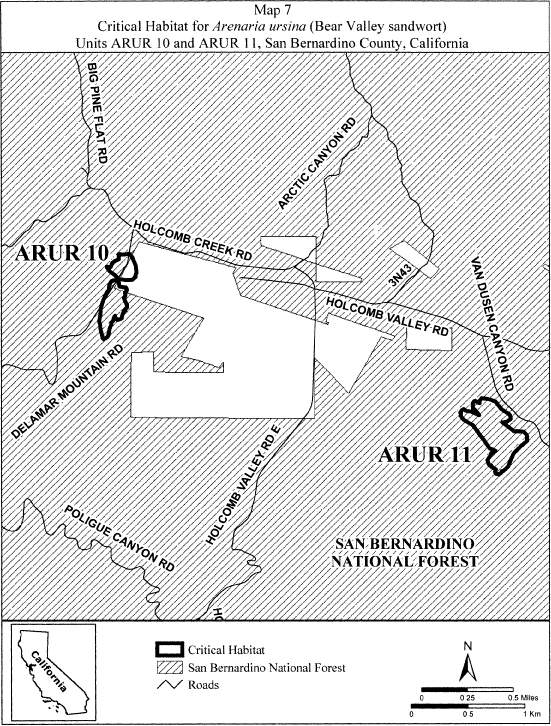 Map 7
Critical Habitat for Arenaria ursina (Bear Valley sandwort)
Units ARUR 10 and ARUR 11, San Bernardino County, California
BIG PINE FLAT RD
ARCTIC CANYON RD
HOLCOMB CREEK RD
ARUR 10
3N43
VAN DUSEN CANYON RD
HOLCOMB VALLEY RD
DELAMAR MOUNTAIN RD
ARUR 11
HOLCOMB VALLEY RD E
POLIGUE CANYON RD
SAN BERNARDINO
NATIONAL FOREST
HO
California
Critical Habitat
San Bernardino National Forest
Roads
N
0 0.25 0.5 Miles
0 0.5 1 Km